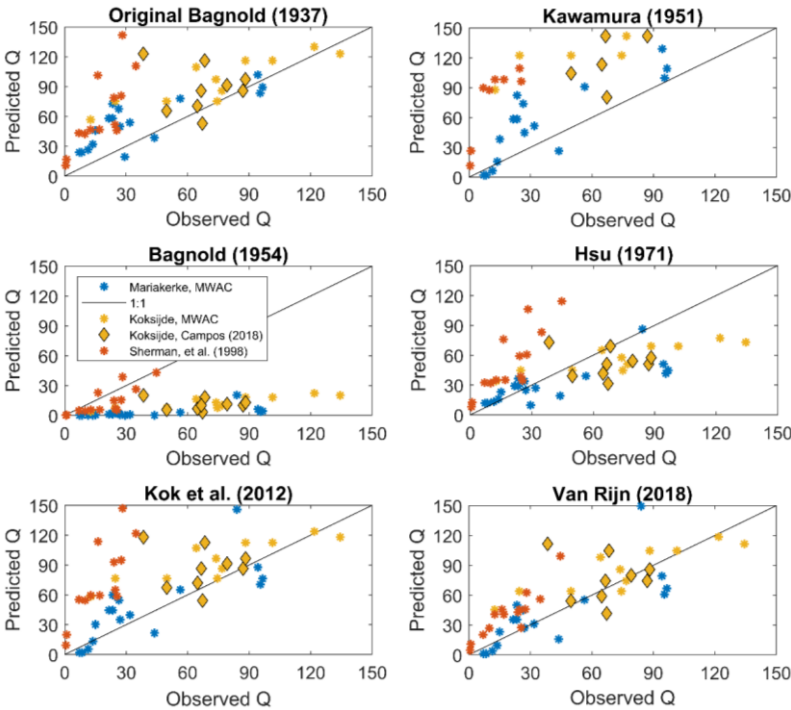 Original Bagnold (1937)
150
120
90
60
30
0
Predicted Q
0 30 60 90 120 150
Observed Q
Kawamura (1951)
150
120
90
60
30
0
Predicted Q
0 30 60 90 120 150
Observed Q
Bagnold (1954)
150
120
90
60
30
0
Predicted Q
Mariakerke, MWAC
1:1
Koksijde, MWAC
Koksijde, Campos (2018)
Sherman, et al. (1998)
0 30 60 90 120 150
Observed Q
Hsu (1971)
150
120
90
60
30
0
Predicted Q
0 30 60 90 120 150
Observed Q
Kok et al. (2012)
150
120
90
60
30
0
Predicted Q
0 30 60 90 120 150
Observed Q
Van Rijn (2018)
150
120
90
60
30
0
Predicted Q
0 30 60 90 120 150
Observed Q